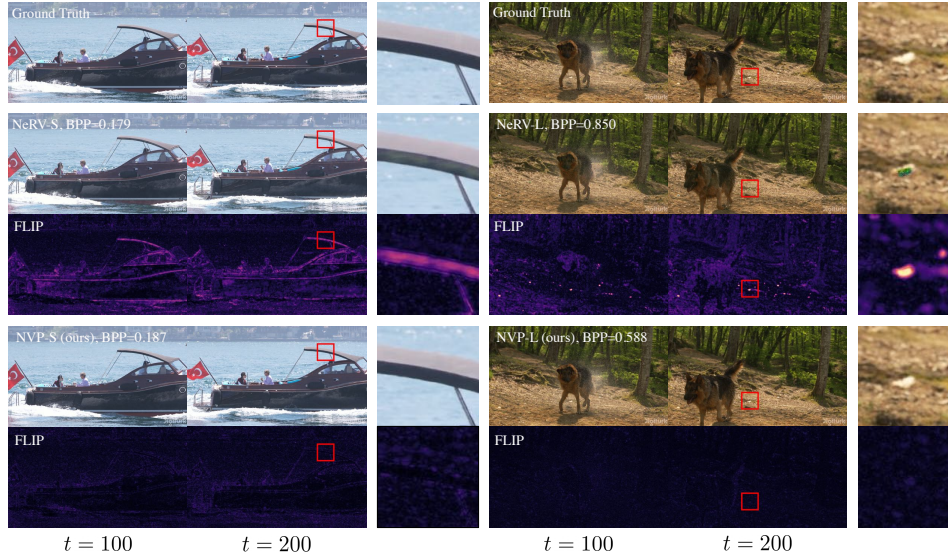 Ground Truth
Ground Truth
NeRV-S, BPP=0.179
NeRV-L, BPP=0.850
FLIP
FLIP
NVP-S (ours), BPP=0.187
NVP-L (ours), BPP=0.588
FLIP
FLIP
t = 100
t = 200
t = 100
t = 200